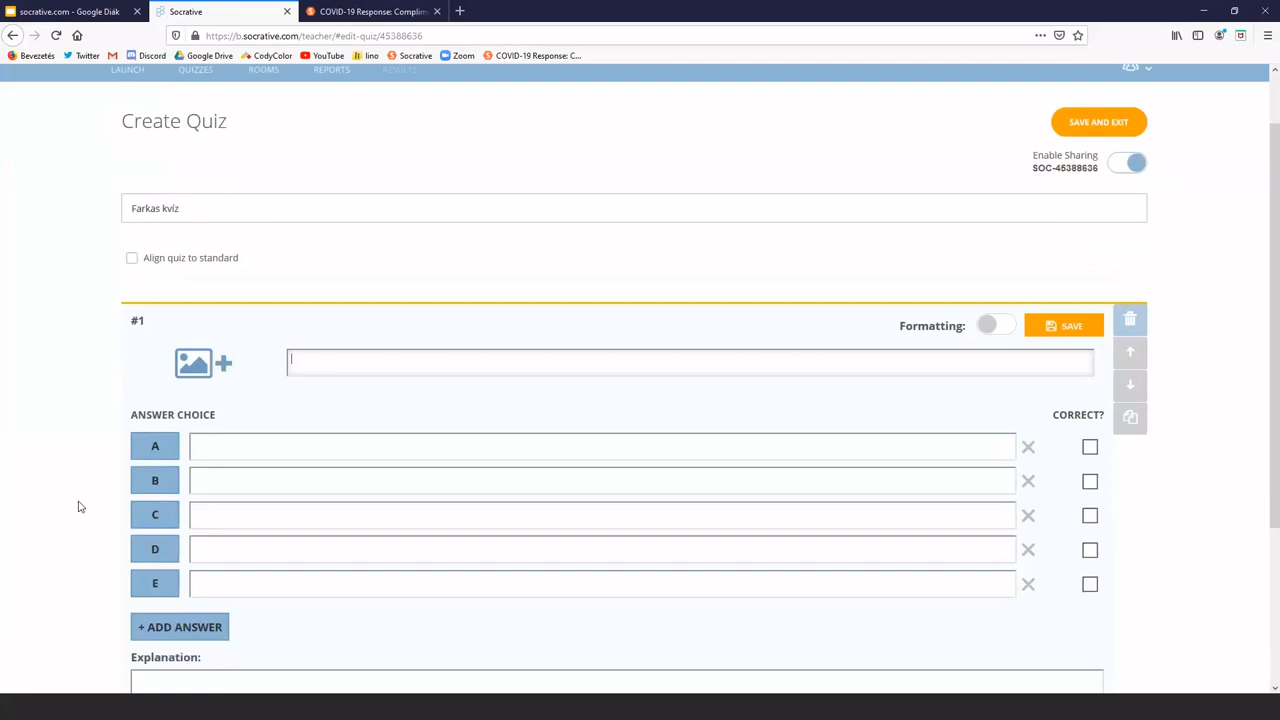 socrative.com - Google Diák
Socrative
COVID-19 Response: Complim
https://b.socrative.com/teacher/#edit-quiz/45388636
Bevezetés
Twitter
Discord
Google Drive
CodyColor
YouTube
lino
Socrative
Zoom
COVID-19 Response: C...
LAUNCH
QUIZZES
ROOMS
REPORTS
RESULTS
Create Quiz
SAVE AND EXIT
Enable Sharing
SOC-45388636
Farkas kvíz
Align quiz to standard
#1
Formatting:
SAVE
ANSWER CHOICE
CORRECT?
A
B
C
D
E
+ ADD ANSWER
Explanation: